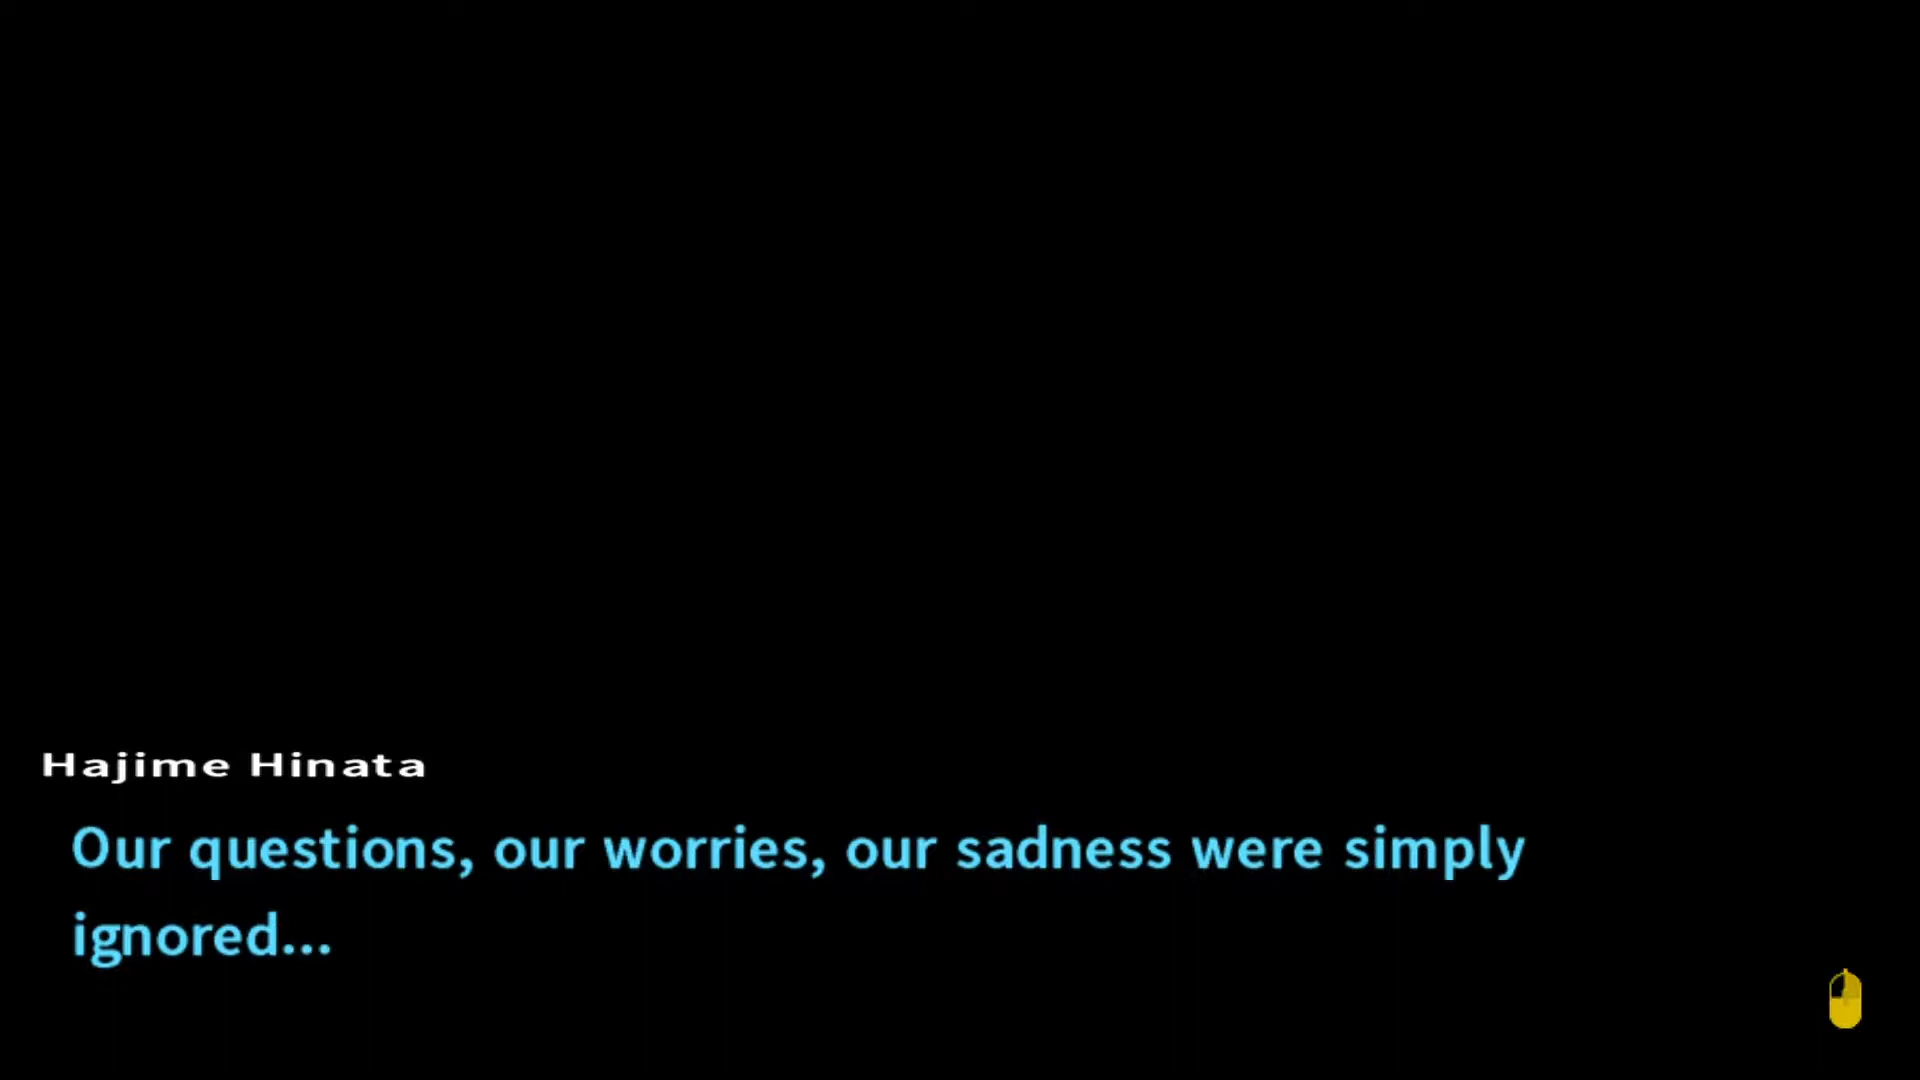 Hajime Hinata
Our questions, our worries, our sadness were simply
ignored...